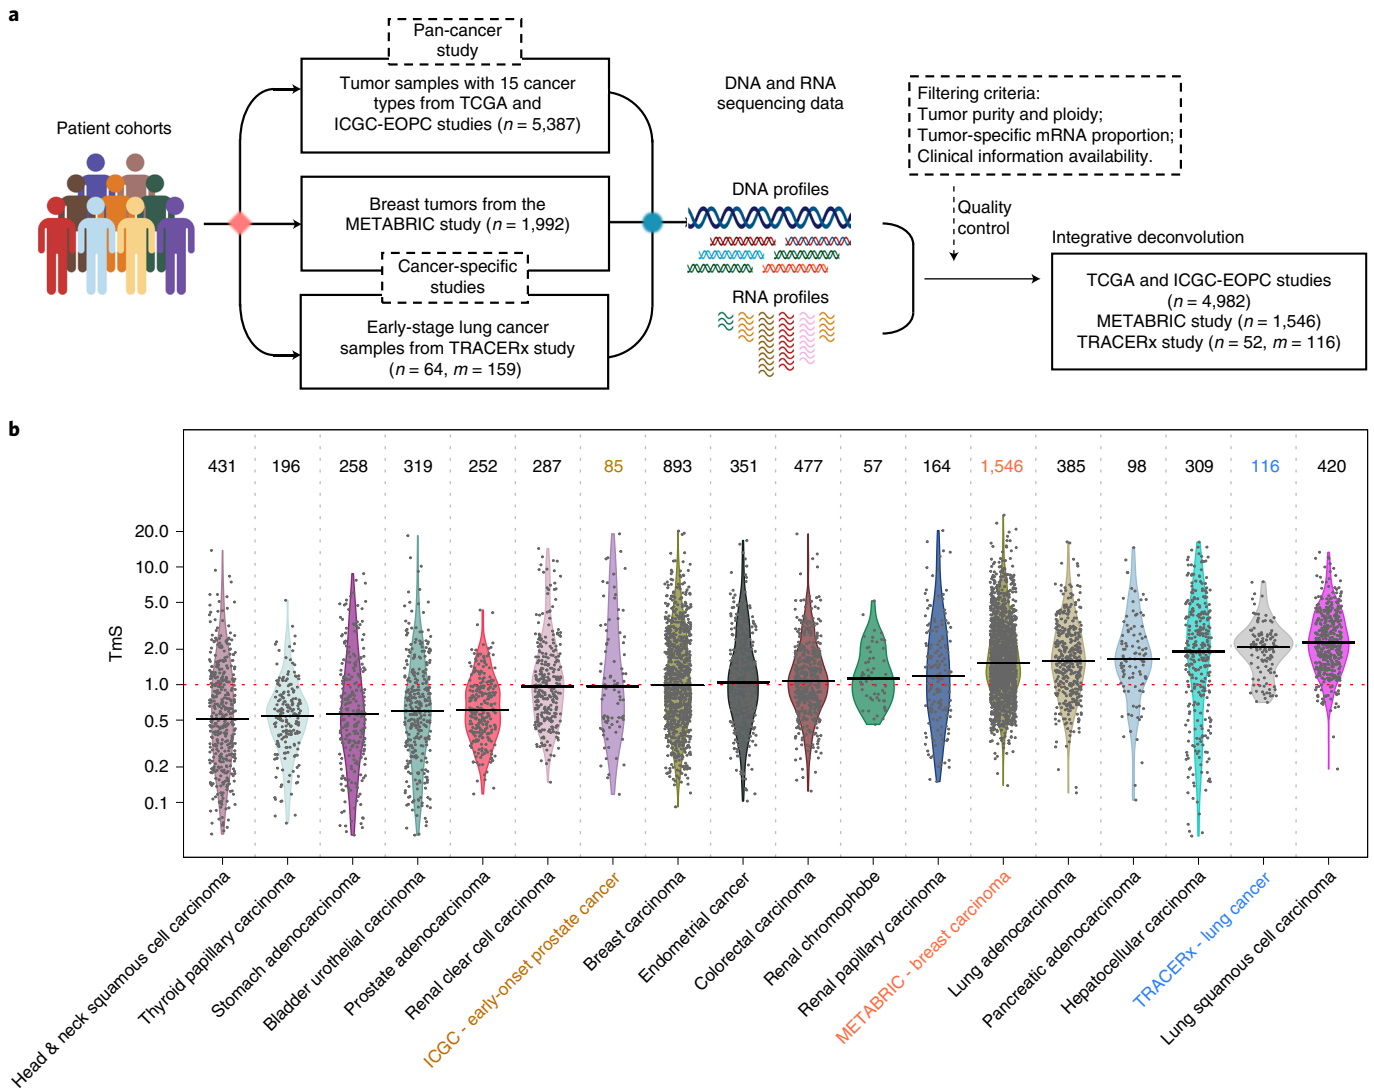 a
Pan-cancer
study
Tumor samples with 15 cancer
types from TCGA and
ICGC-EOPC studies (n = 5,387)
Patient cohorts
Breast tumors from the
METABRIC study (n = 1,992)
Cancer-specific
studies
Early-stage lung cancer
samples from TRACERx study
(n = 64, m = 159)
DNA and RNA
sequencing data
DNA profiles
RNA profiles
Filtering criteria:
Tumor purity and ploidy;
Tumor-specific mRNA proportion;
Clinical information availability.
Quality
control
Integrative deconvolution
TCGA and ICGC-EOPC studies
(n = 4,982)
METABRIC study (n = 1,546)
TRACERx study (n = 52, m = 116)
b
431 196 258 319 252 287 85 893 351 477 57 164 1,546 385 98 309 116 420
TmS
20.0
10.0
5.0
2.0
1.0
0.5
0.2
0.1
Head & neck squamous cell carcinoma
Thyroid papillary carcinoma
Stomach adenocarcinoma
Bladder urothelial carcinoma
Prostate adenocarcinoma
Renal clear cell carcinoma
ICGC - early-onset prostate cancer
Breast carcinoma
Endometrial cancer
Colorectal carcinoma
Renal chromophobe
Renal papillary carcinoma
METABRIC - breast carcinoma
Lung adenocarcinoma
Pancreatic adenocarcinoma
Hepatocellular carcinoma
TRACERx - lung cancer
Lung squamous cell carcinoma